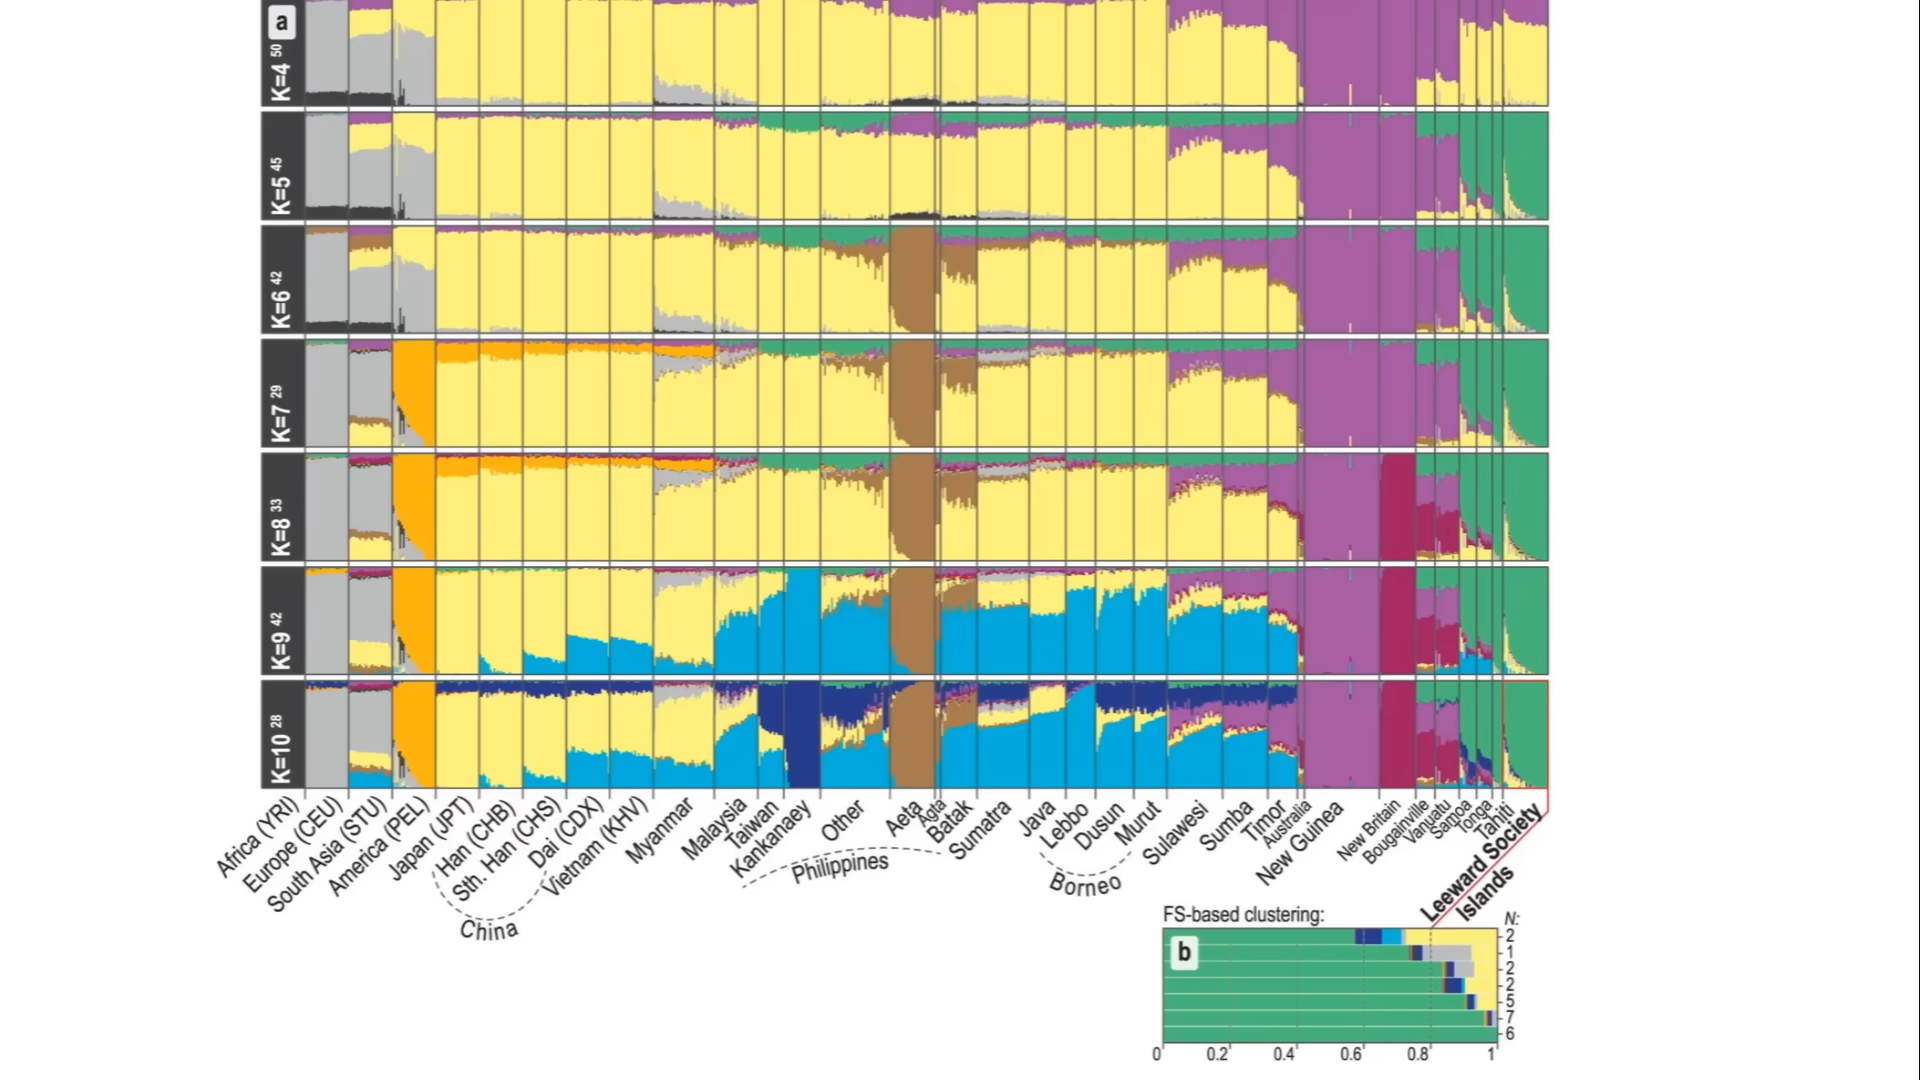 a
K=4 50
K=5 45
K=6 42
K=7 29
K=8 33
K=9 42
K=10 28
Africa (YRI)
Europe (CEU)
South Asia (STU)
America (PEL)
Japan (JPT)
Han (CHB)
Sth. Han (CHS)
Dai (CDX)
Vietnam (KHV)
Myanmar
Malaysia
Taiwan
Kankanaey
Other
Aeta
Agta
Batak
Sumatra
Java
Lebbo
Dusun
Murut
Sulawesi
Sumba
Timor
Australia
New Guinea
New Britain
Bougainville
Vanuatu
Samoa
Tonga
Tahiti
Leeward Society
Islands
China
Philippines
Borneo
FS-based clustering:
N:
b
2
1
2
2
5
7
6
0 0.2 0.4 0.6 0.8 1